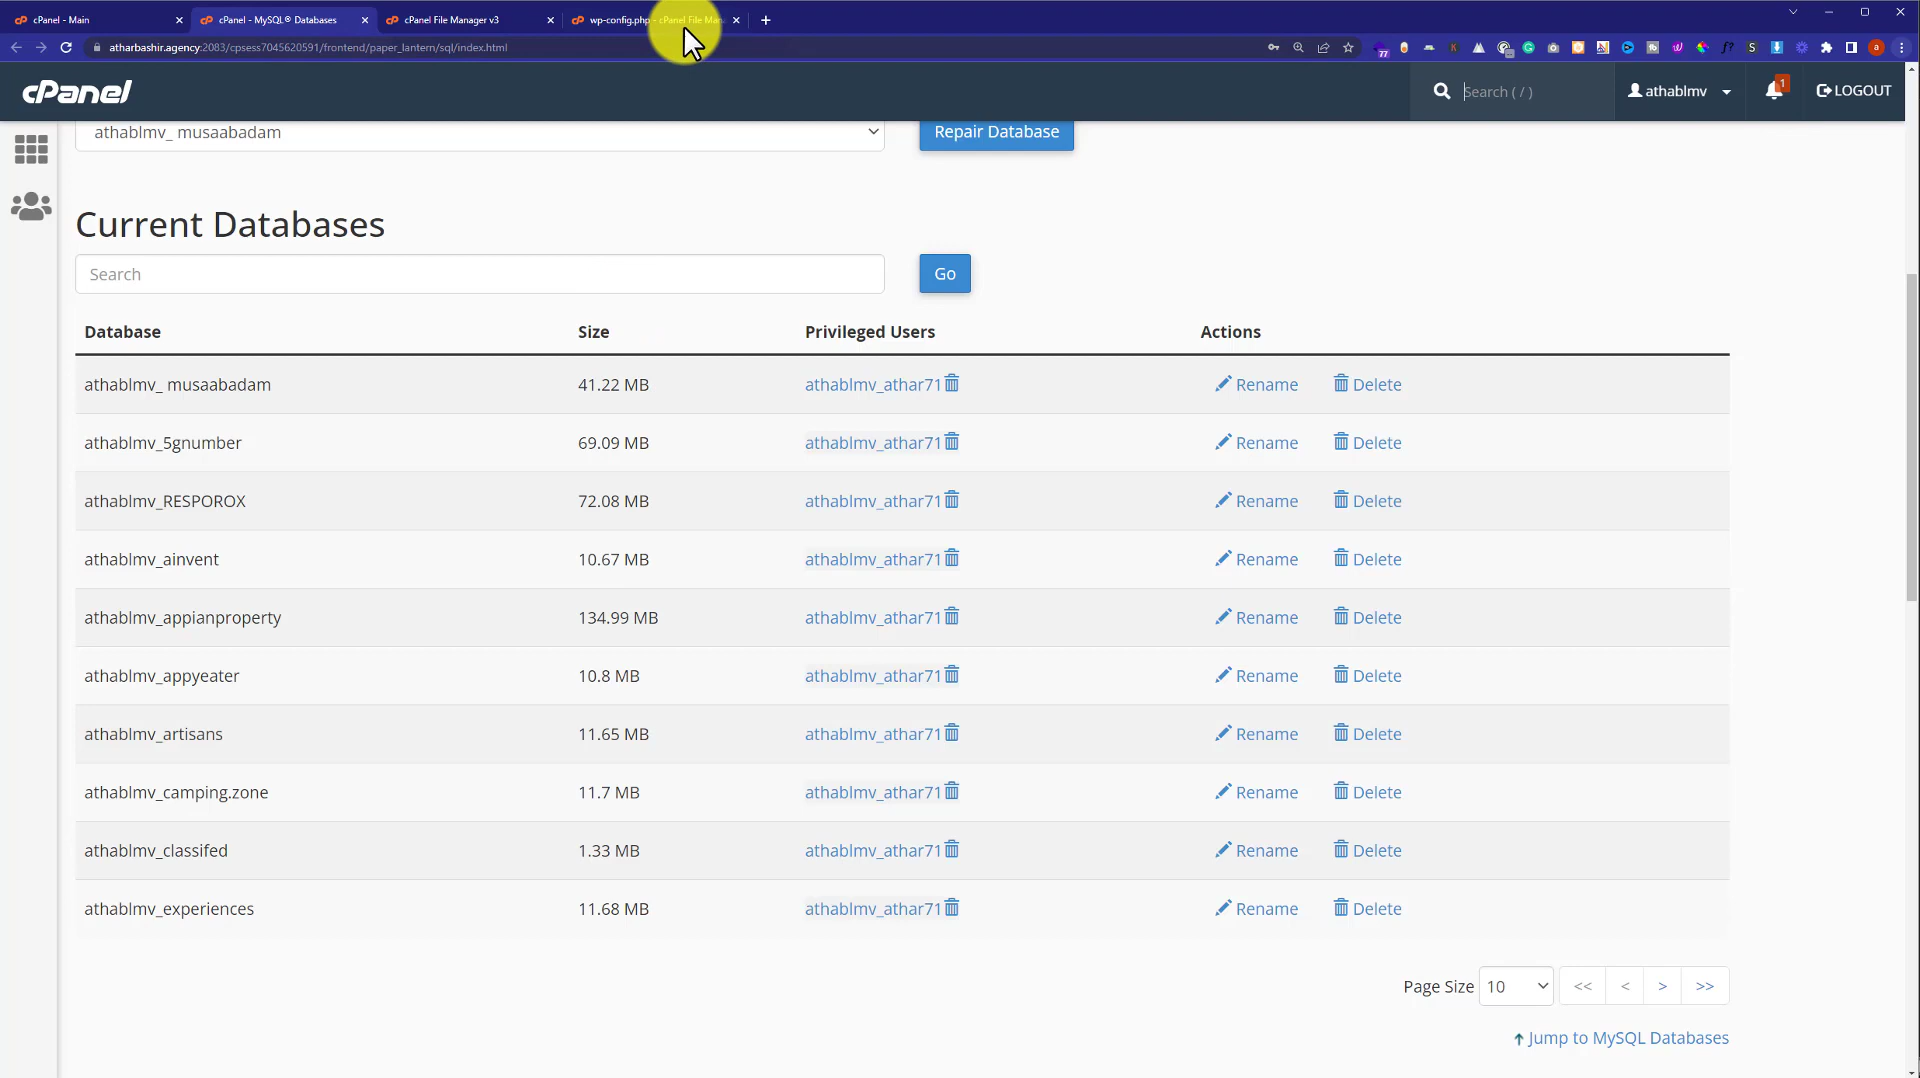 cPanel - Main
cPanel - MySQL® Databases
cPanel File Manager v3
wp-config.php - cPanel File Man
atharbashir.agency:2083/cpsess7045620591/frontend/paper_lantern/sql/index.html
77
cPanel
Search ( / )
athablmv
1
LOGOUT
athablmv_ musaabadam
Repair Database
Current Databases
Search
Go
Database Size Privileged Users Actions
athablmv_ musaabadam 41.22 MB athablmv_athar71 Rename Delete
athablmv_5gnumber 69.09 MB athablmv_athar71 Rename Delete
athablmv_RESPOROX 72.08 MB athablmv_athar71 Rename Delete
athablmv_ainvent 10.67 MB athablmv_athar71 Rename Delete
athablmv_appianproperty 134.99 MB athablmv_athar71 Rename Delete
athablmv_appyeater 10.8 MB athablmv_athar71 Rename Delete
athablmv_artisans 11.65 MB athablmv_athar71 Rename Delete
athablmv_camping.zone 11.7 MB athablmv_athar71 Rename Delete
athablmv_classifed 1.33 MB athablmv_athar71 Rename Delete
athablmv_experiences 11.68 MB athablmv_athar71 Rename Delete
Page Size 10 << < > >>
Jump to MySQL Databases